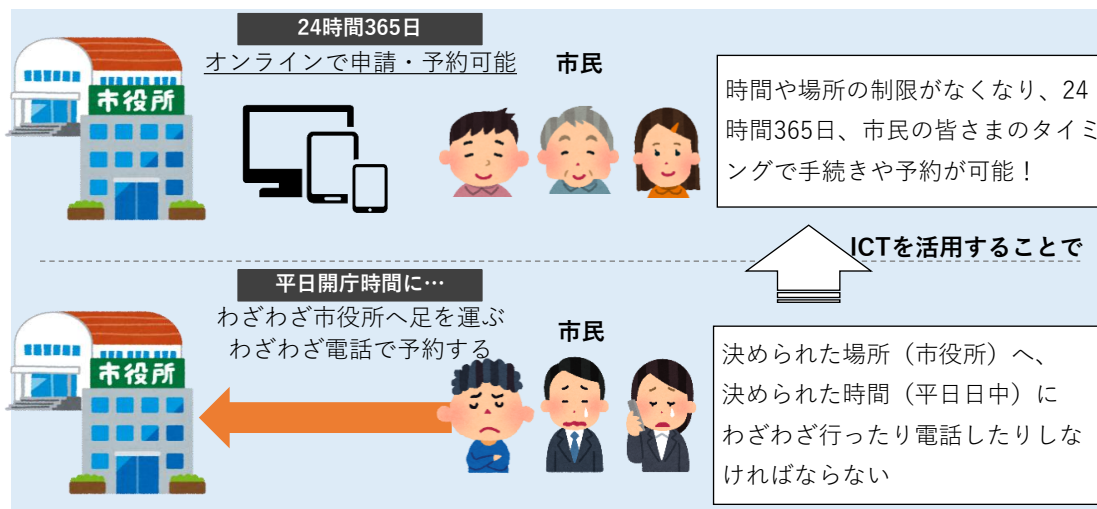 24時間365日
オンラインで申請・予約可能
市民
市役所
時間や場所の制限がなくなり、24
時間365日、市民の皆さまのタイミ
ングで手続きや予約が可能！
ICTを活用することで
平日開庁時間に…
わざわざ市役所へ足を運ぶ
わざわざ電話で予約する
市民
市役所
決められた場所（市役所）へ、
決められた時間（平日日中）に
わざわざ行ったり電話したりしな
ければならない